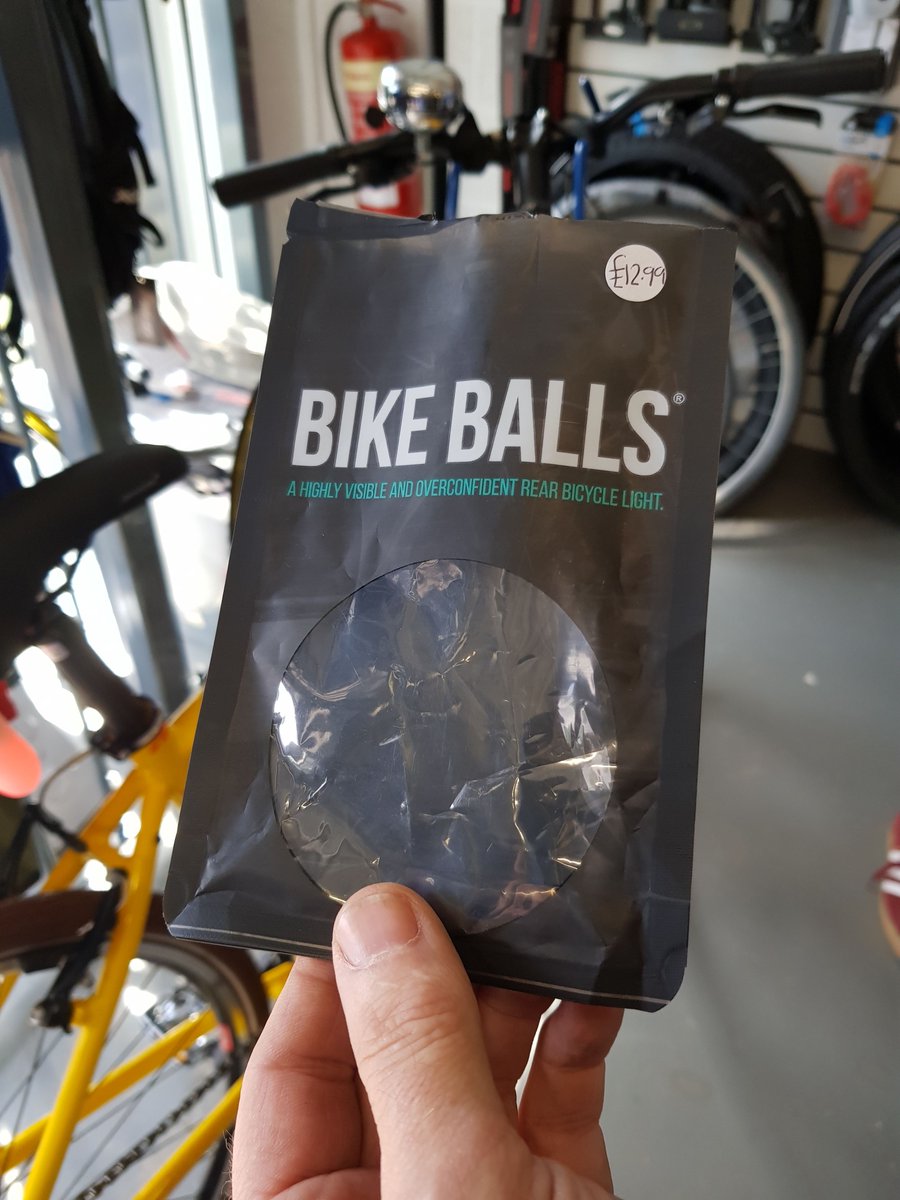 £12.99
BIKE BALLS®
A HIGHLY VISIBLE AND OVERCONFIDENT REAR BICYCLE LIGHT.